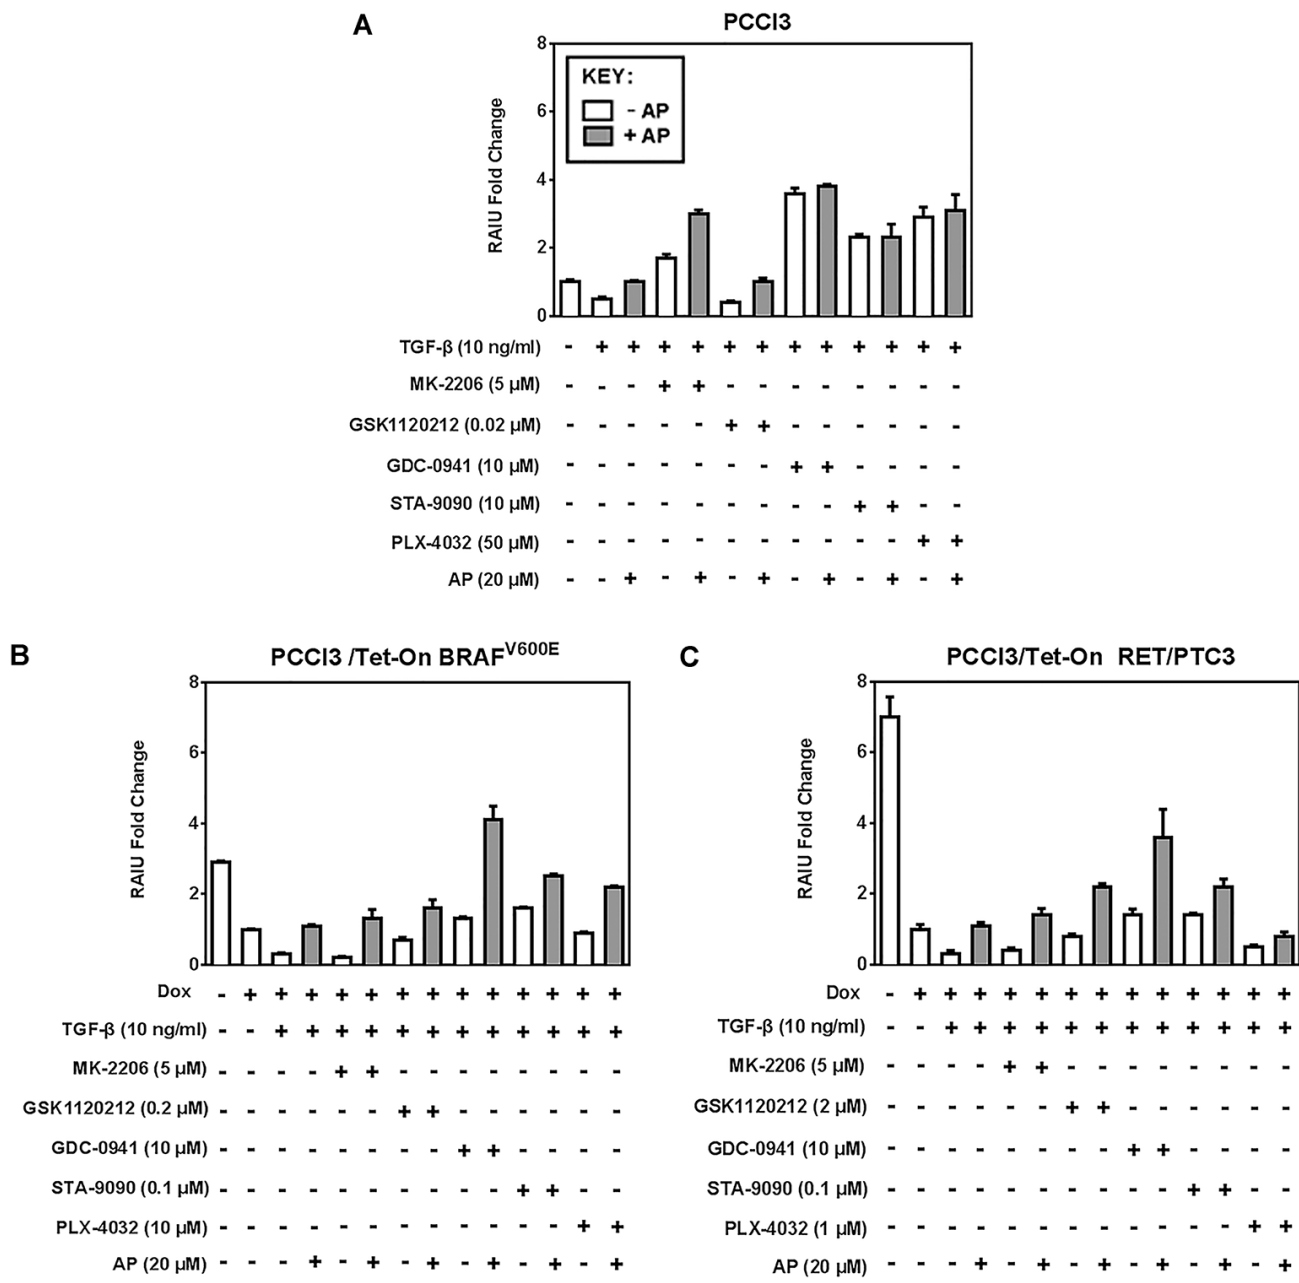 A
PCCl3
8
6
4
2
0
RAIU Fold Change
KEY:
- AP
+ AP
TGF-β (10 ng/ml) - + + + + + + + + + + + +
MK-2206 (5 µM) - - - + + - - - - - - - -
GSK1120212 (0.02 µM) - - - - - + + - - - - - -
GDC-0941 (10 µM) - - - - - - - + + - - - -
STA-9090 (10 µM) - - - - - - - - - + + - -
PLX-4032 (50 µM) - - - - - - - - - - - + +
AP (20 µM) - - + - + - + - + - + - +
B
PCCl3 /Tet-On BRAFV600E
8
6
4
2
0
RAIU Fold Change
Dox - + + + + + + + + + + + + +
TGF-β (10 ng/ml) - - + + + + + + + + + + + +
MK-2206 (5 µM) - - - - + + - - - - - - - -
GSK1120212 (0.2 µM) - - - - - - + + - - - - - -
GDC-0941 (10 µM) - - - - - - - - + + - - - -
STA-9090 (0.1 µM) - - - - - - - - - - + + - -
PLX-4032 (10 µM) - - - - - - - - - - - - + +
AP (20 µM) - - - + - + - + - + - + - +
C
PCCl3/Tet-On RET/PTC3
8
6
4
2
0
RAIU Fold Change
Dox - + + + + + + + + + + + + +
TGF-β (10 ng/ml) - - + + + + + + + + + + + +
MK-2206 (5 µM) - - - - + + - - - - - - - -
GSK1120212 (2 µM) - - - - - - + + - - - - - -
GDC-0941 (10 µM) - - - - - - - - + + - - - -
STA-9090 (0.1 µM) - - - - - - - - - - + + - -
PLX-4032 (1 µM) - - - - - - - - - - - - + +
AP (20 µM) - - - + - + - + - + - + - +